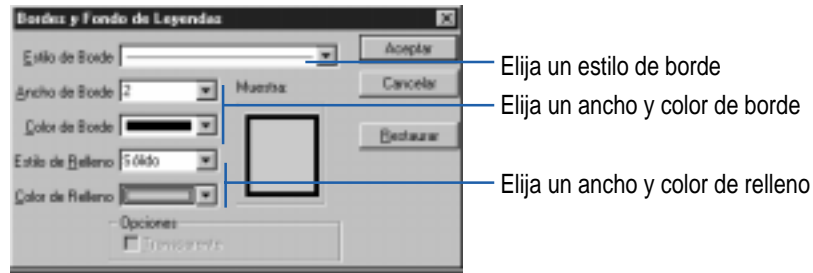 Bordes y Fondo de Leyendas
Estilo de Borde
Aceptar
Elija un estilo de borde
Ancho de Borde 2
Muestra:
Cancelar
Elija un ancho y color de borde
Color de Borde
Restaurar
Estilo de Relleno Sólido
Elija un ancho y color de relleno
Color de Relleno
Opciones
Transparente